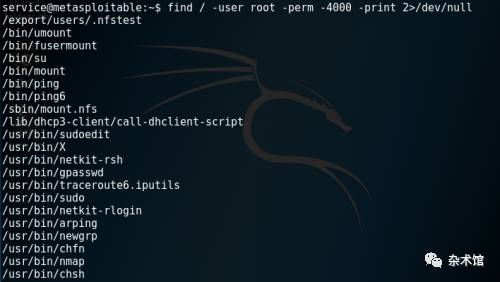 service@metasploitable:~$ find / -user root -perm -4000 -print 2>/dev/null
/export/users/.nfstest
/bin/umount
/bin/fusermount
/bin/su
/bin/mount
/bin/ping
/bin/ping6
/sbin/mount.nfs
/lib/dhcp3-client/call-dhclient-script
/usr/bin/sudoedit
/usr/bin/X
/usr/bin/netkit-rsh
/usr/bin/gpasswd
/usr/bin/traceroute6.iputils
/usr/bin/sudo
/usr/bin/netkit-rlogin
/usr/bin/arping
/usr/bin/newgrp
/usr/bin/chfn
/usr/bin/nmap
/usr/bin/chsh
杂术馆